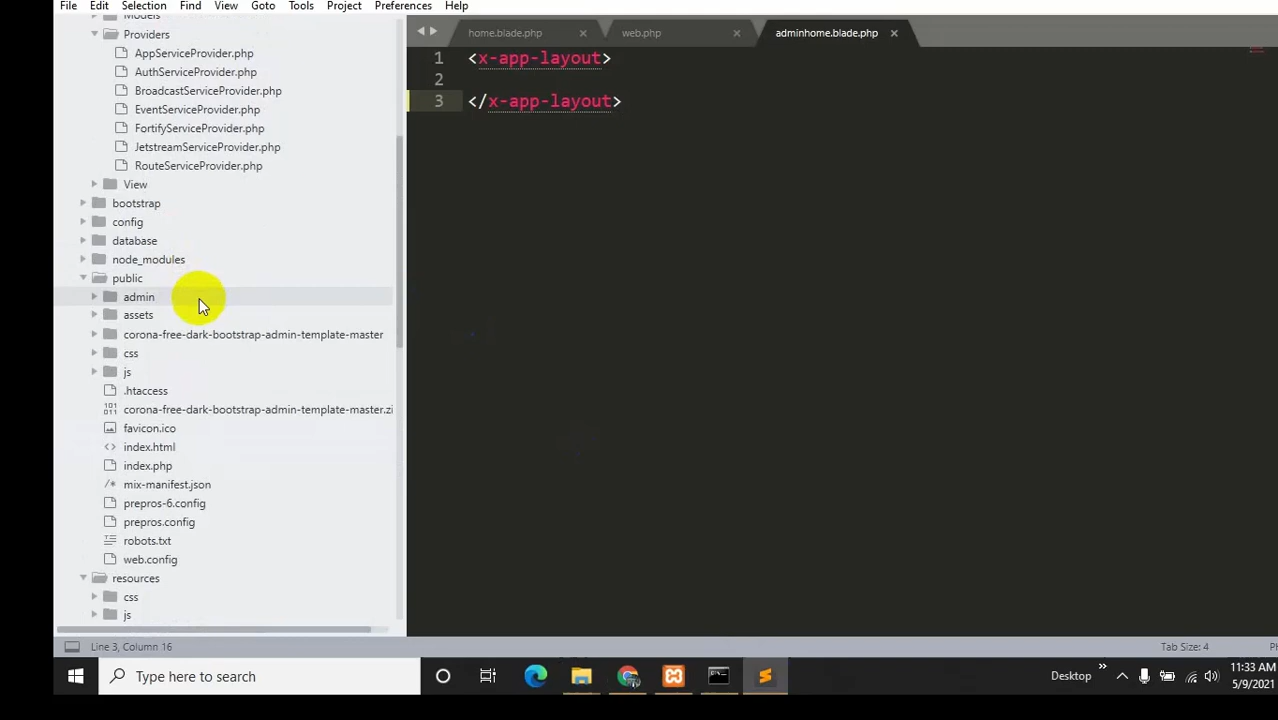 File Edit Selection Find View Goto Tools Project Preferences Help
Models
Providers
AppServiceProvider.php
AuthServiceProvider.php
BroadcastServiceProvider.php
EventServiceProvider.php
FortifyServiceProvider.php
JetstreamServiceProvider.php
RouteServiceProvider.php
View
bootstrap
config
database
node_modules
public
admin
assets
corona-free-dark-bootstrap-admin-template-master
css
js
.htaccess
corona-free-dark-bootstrap-admin-template-master.zi
favicon.ico
<> index.html
index.php
/* mix-manifest.json
prepros-6.config
prepros.config
robots.txt
web.config
resources
css
js
home.blade.php × web.php × adminhome.blade.php ×
1 <x-app-layout>
2
3 </x-app-layout>
Line 3, Column 16 Tab Size: 4
Type here to search
Desktop
11:33 AM
5/9/2021